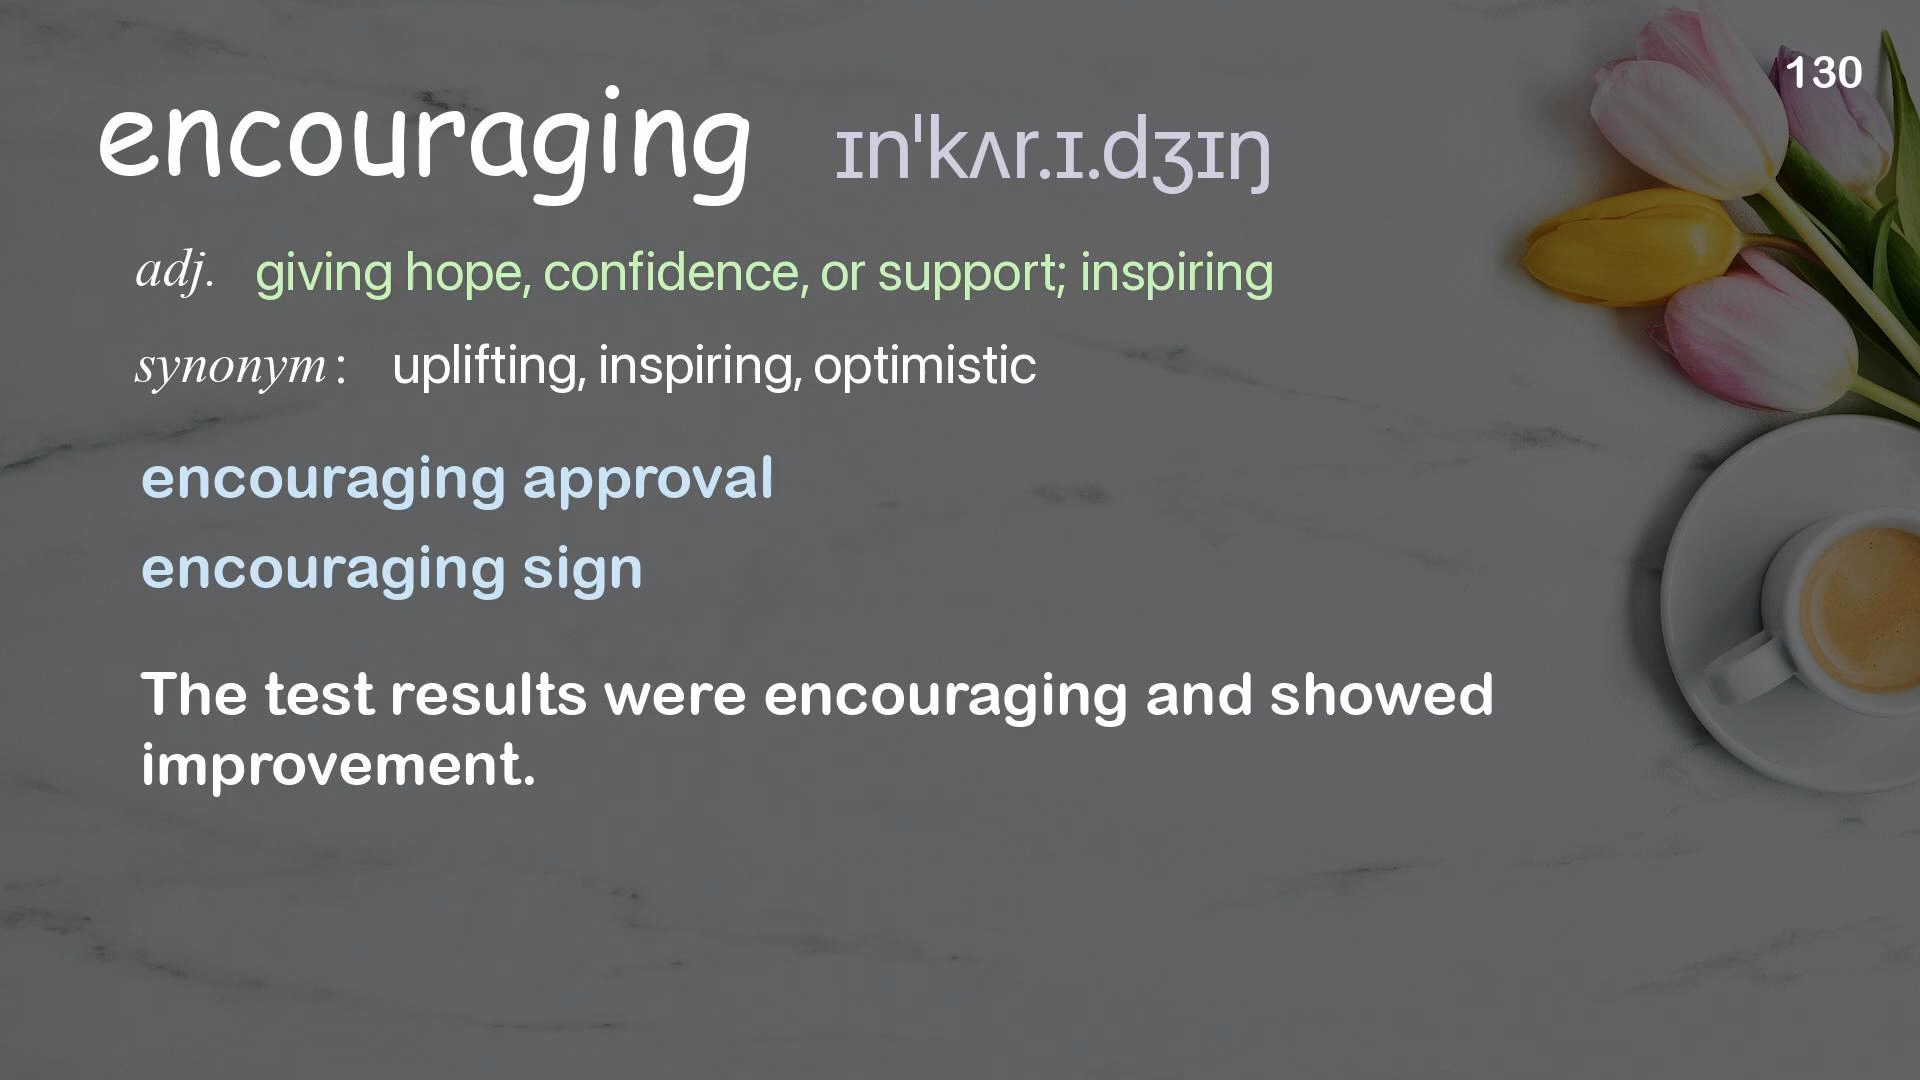 130
encouraging ɪnˈkʌr.ɪ.dʒɪŋ
adj. giving hope, confidence, or support; inspiring
synonym: uplifting, inspiring, optimistic
encouraging approval
encouraging sign
The test results were encouraging and showed
improvement.